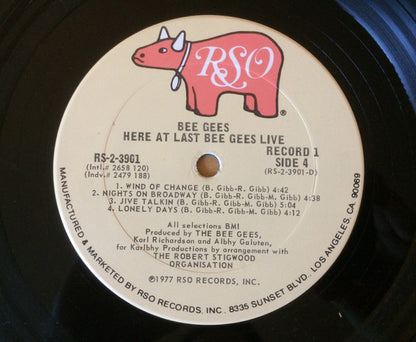 RSO
®
BEE GEES
HERE AT LAST BEE GEES LIVE
RS-2-3901
(Intl.# 2658 120)
(Indv.# 2479 188)
RECORD 1
SIDE 4
(RS-2-3901-D)
1. WIND OF CHANGE (B. Gibb-R. Gibb) 4:42
2. NIGHTS ON BROADWAY (B. Gibb-R. Gibb-M. Gibb) 4:38
3. JIVE TALKIN (B. Gibb-R. Gibb-M. Gibb) 5:04
4. LONELY DAYS (B. Gibb-R. Gibb-M. Gibb) 4:12
All selections BMI
Produced by THE BEE GEES,
Karl Richardson and Albhy Galuten,
for Karlbhy Productions by arrangement with
THE ROBERT STIGWOOD
ORGANISATION
℗1977 RSO RECORDS, INC.
MANUFACTURED & MARKETED BY RSO RECORDS, INC. 8335 SUNSET BLVD., LOS ANGELES, CA. 90069